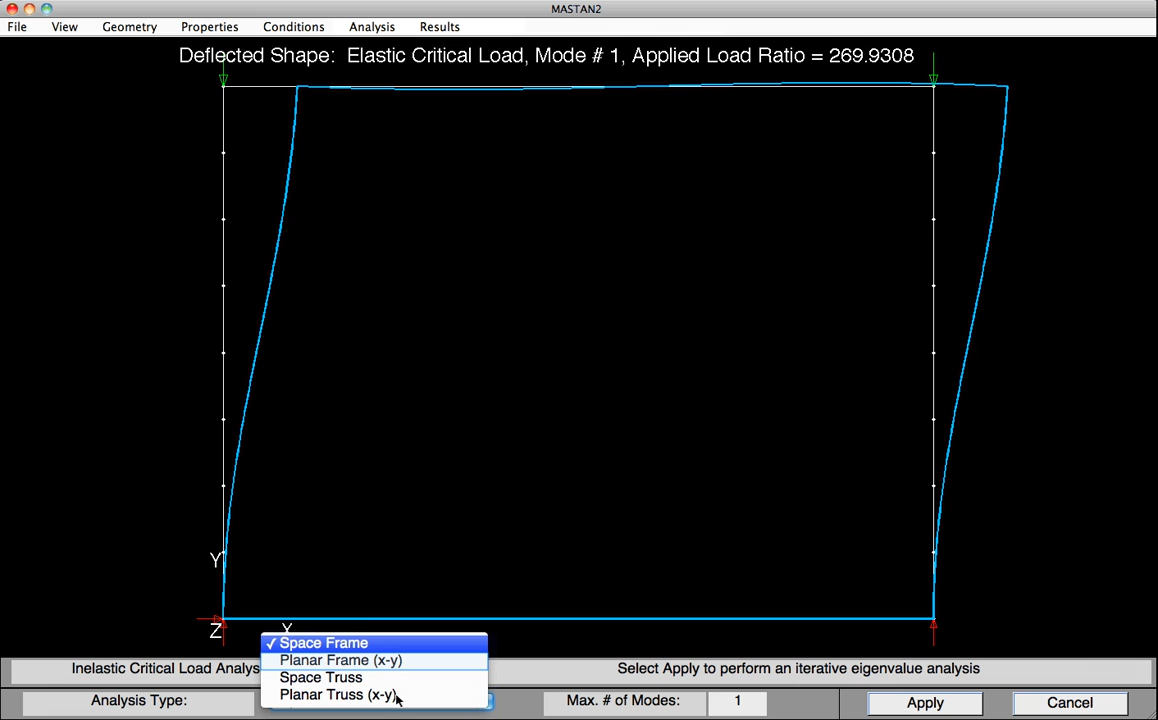 MASTAN2
File View Geometry Properties Conditions Analysis Results
Deflected Shape: Elastic Critical Load, Mode # 1, Applied Load Ratio = 269.9308
Y
Z
✓ Space Frame
Planar Frame (x-y)
Space Truss
Planar Truss (x-y)
Inelastic Critical Load Analys
Select Apply to perform an iterative eigenvalue analysis
Analysis Type:
Max. # of Modes: 1
Apply
Cancel